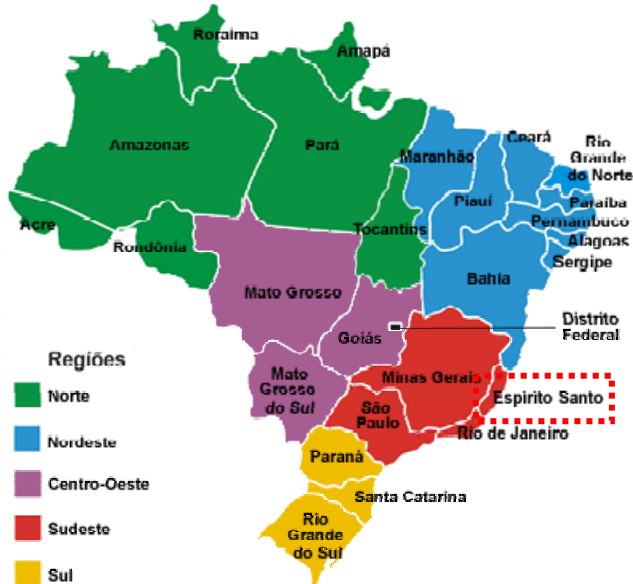 Roraima
Amapá
Amazonas
Pará
Maranhão
Ceará
Rio
Grande
do Norte
Piauí
Paraíba
Pernambuco
Alagoas
Sergipe
Acre
Rondônia
Tocantins
Bahia
Mato Grosso
Goiás
Distrito
Federal
Mato
Grosso
do Sul
Minas Gerais
Espirito Santo
São
Paulo
Rio de Janeiro
Paraná
Santa Catarina
Rio
Grande
do Sul
Regiões
Norte
Nordeste
Centro-Oeste
Sudeste
Sul